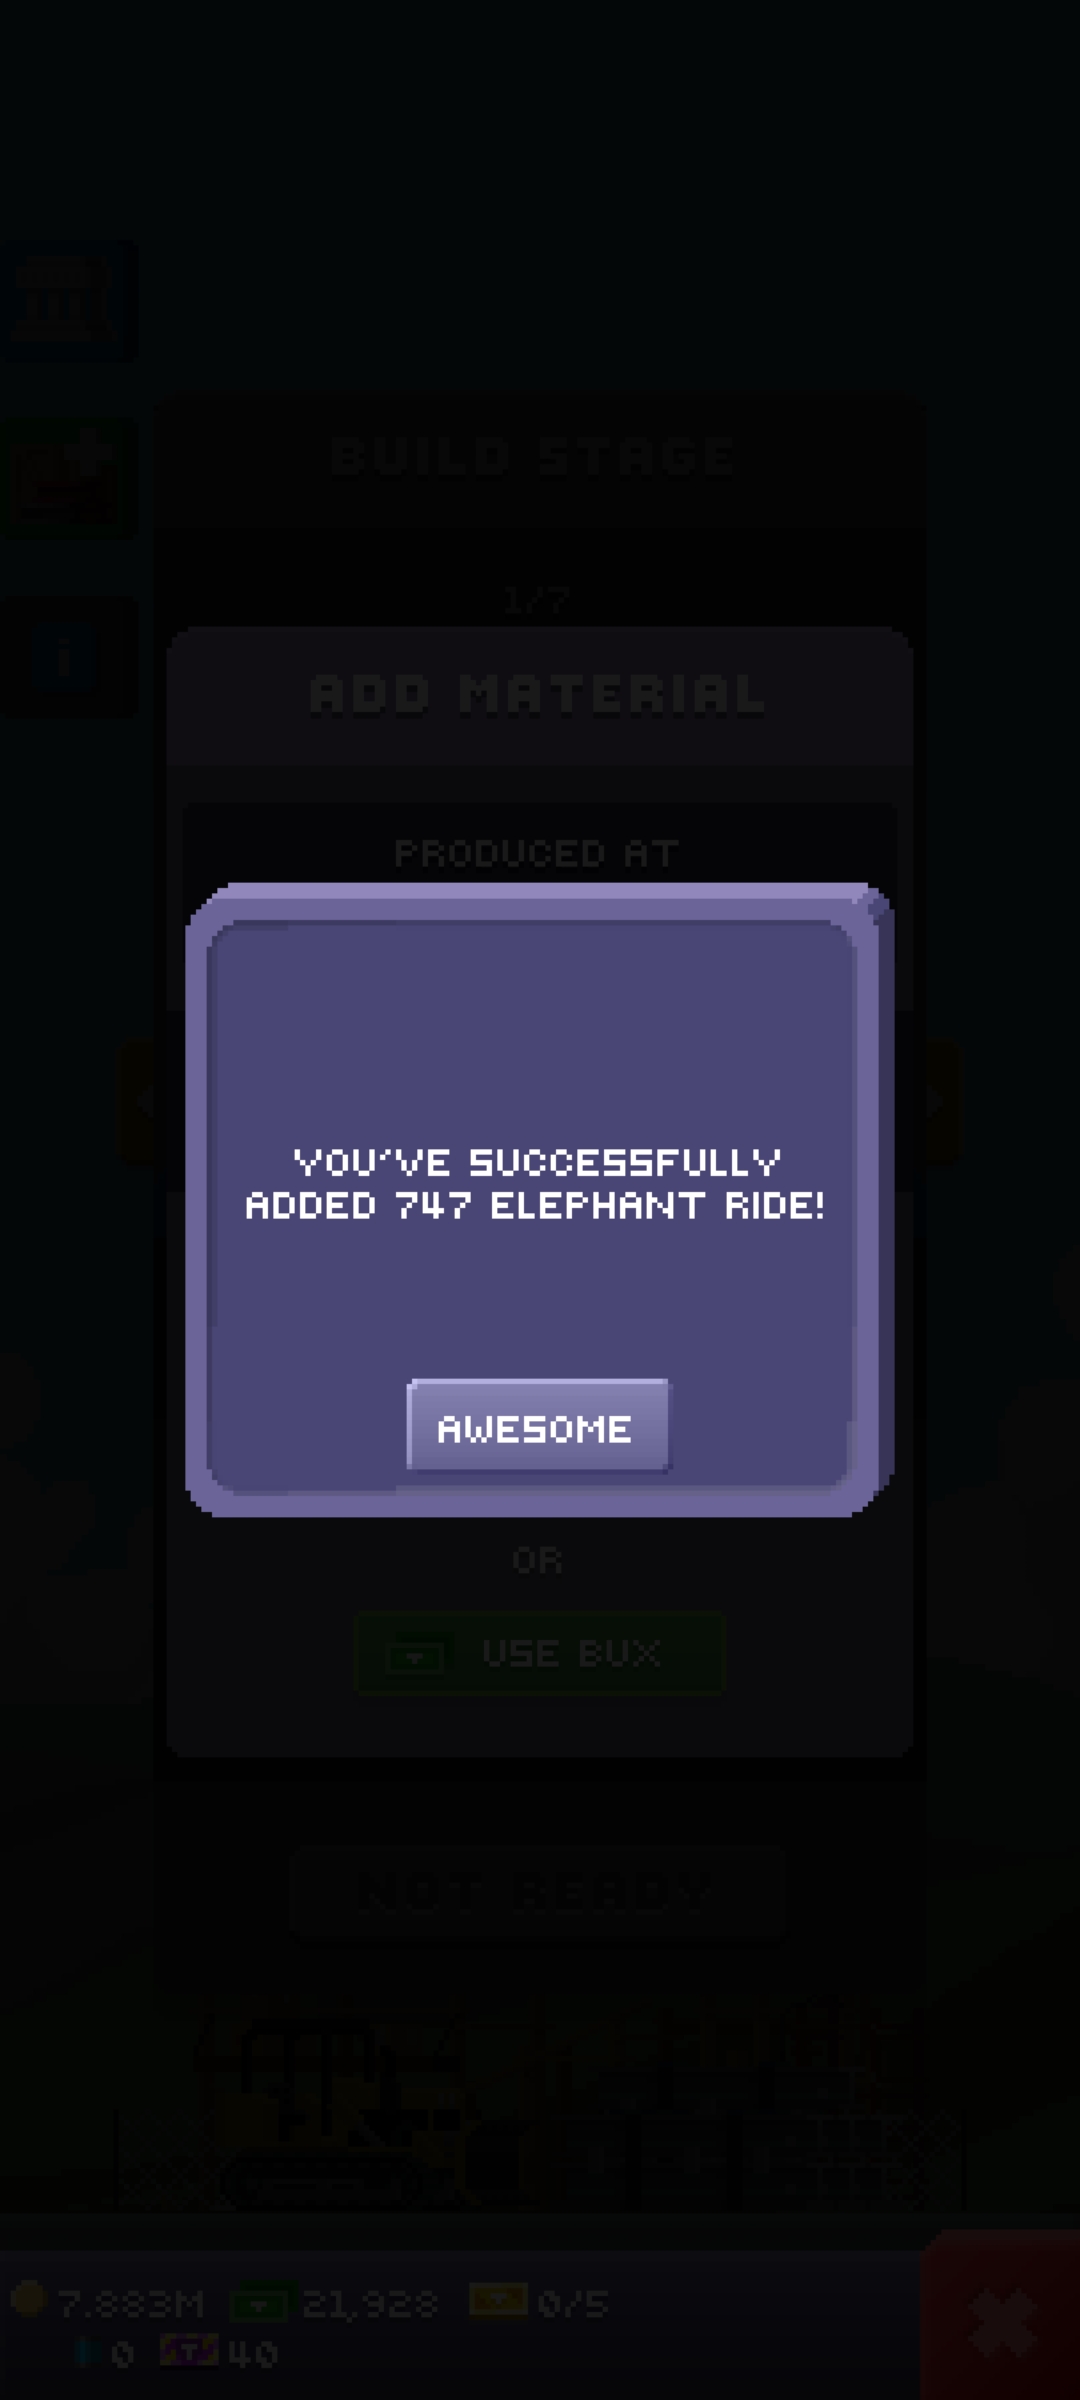 BUILD STAGE
1/7
ADD MATERIAL
PRODUCED AT
YOU'VE SUCCESSFULLY
ADDED 747 ELEPHANT RIDE!
AWESOME
OR
USE BUX
NOT READY
7.883M 21,928 0/5
0 40